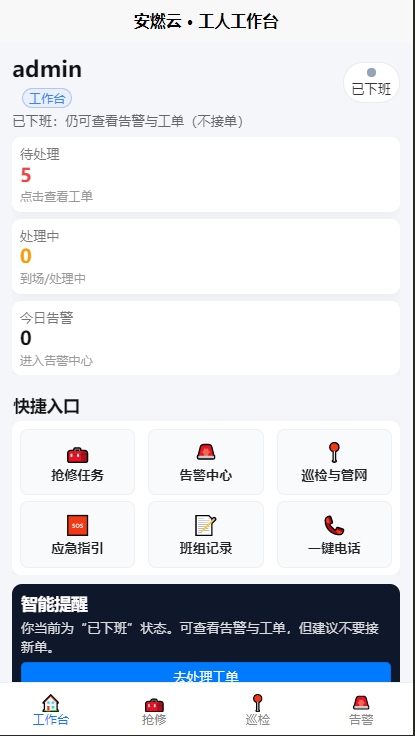 安燃云 • 工人工作台
admin
已下班
工作台
已下班：仍可查看告警与工单（不接单）
待处理
5
点击查看工单
处理中
0
到场/处理中
今日告警
0
进入告警中心
快捷入口
抢修任务
告警中心
巡检与管网
SOS
应急指引
班组记录
一键电话
智能提醒
你当前为“已下班”状态。可查看告警与工单，但建议不要接
新单。
去处理工单
工作台
抢修
巡检
告警